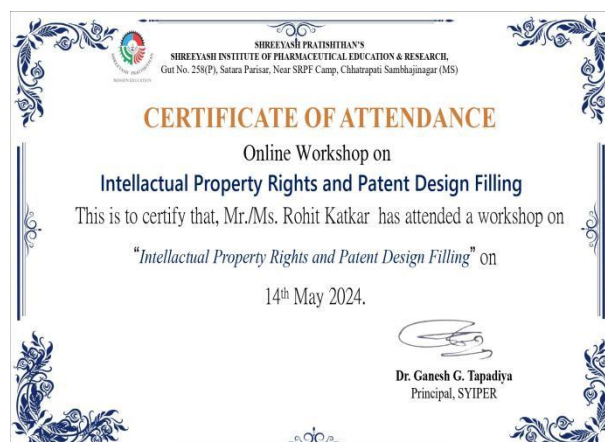 SHREEYASH PRATISHTHAN'S
SHREEYASH INSTITUTE OF PHARMACEUTICAL EDUCATION & RESEARCH,
Gut No. 258(P), Satara Parisar, Near SRPF Camp, Chhatrapati Sambhajinagar (MS)
CERTIFICATE OF ATTENDANCE
Online Workshop on
Intellactual Property Rights and Patent Design Filling
This is to certify that, Mr./Ms. Rohit Katkar has attended a workshop on
“Intellactual Property Rights and Patent Design Filling” on
14th May 2024.
Dr. Ganesh G. Tapadiya
Principal, SYIPER